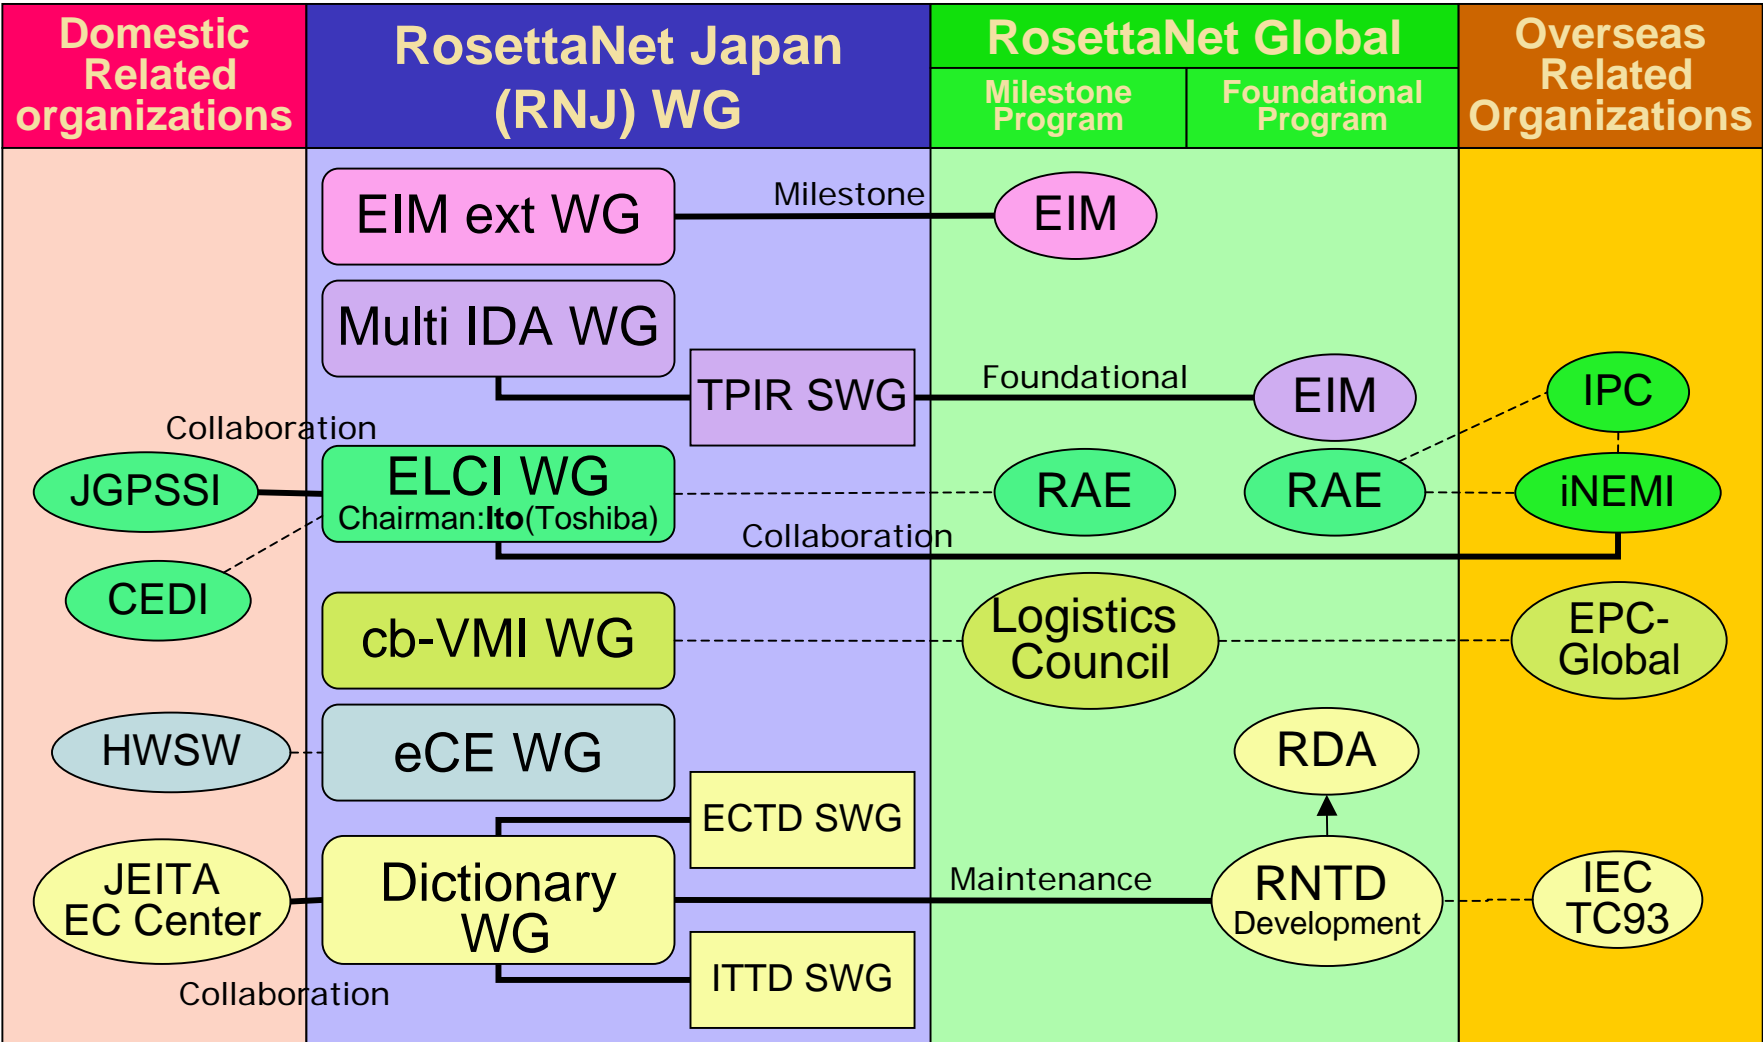 Domestic
Related
organizations
RosettaNet Japan
(RNJ) WG
RosettaNet Global
Milestone
Program
Foundational
Program
Overseas
Related
Organizations
EIM ext WG
Milestone
EIM
Multi IDA WG
TPIR SWG
Foundational
EIM
IPC
Collaboration
JGPSSI
ELCI WG
Chairman:Ito(Toshiba)
RAE
RAE
iNEMI
Collaboration
CEDI
cb-VMI WG
Logistics
Council
EPC-
Global
HWSW
eCE WG
RDA
ECTD SWG
JEITA
EC Center
Dictionary
WG
Maintenance
RNTD
Development
IEC
TC93
ITTD SWG
Collaboration